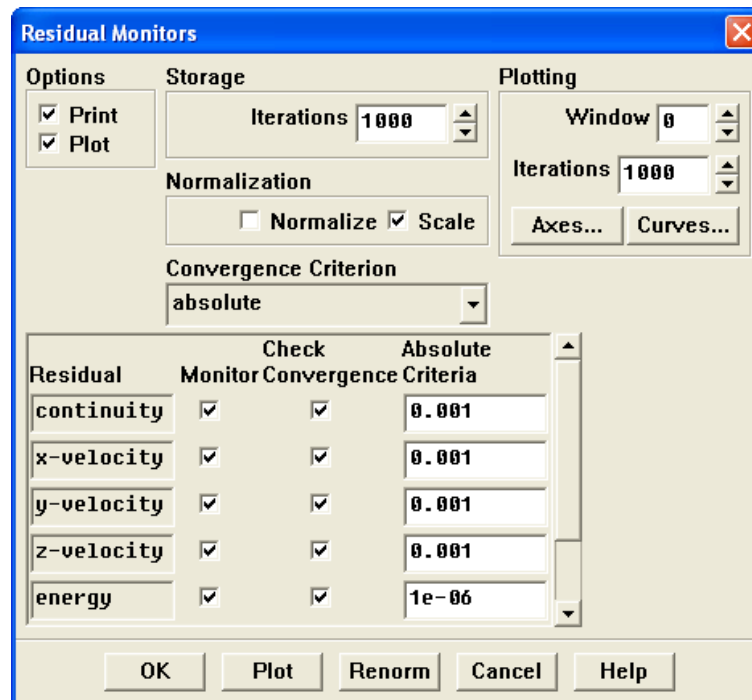 Residual Monitors
Options
Print
Plot
Storage
Iterations 1000
Normalization
Normalize Scale
Convergence Criterion
absolute
Plotting
Window 0
Iterations 1000
Axes... Curves...
Residual Monitor Check Convergence Absolute Criteria
continuity 0.001
x-velocity 0.001
y-velocity 0.001
z-velocity 0.001
energy 1e-06
OK Plot Renorm Cancel Help